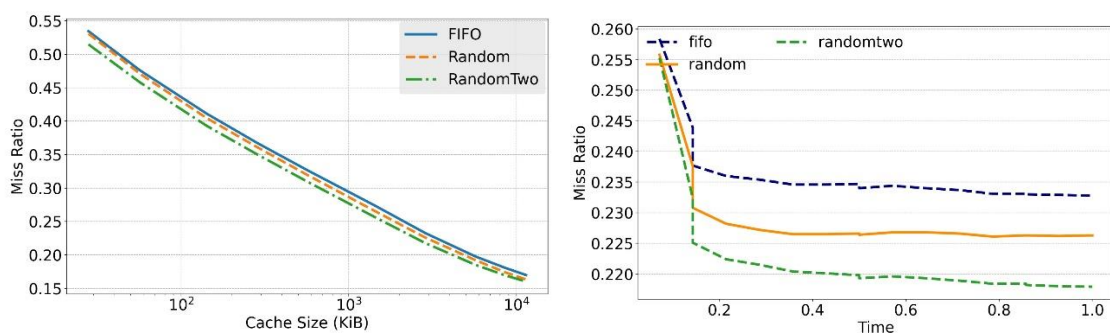 0.55
0.50
0.45
0.40
0.35
0.30
0.25
0.20
0.15
Miss Ratio
FIFO
Random
RandomTwo
10²
10³
10⁴
Cache Size (KiB)
0.260
0.255
0.250
0.245
0.240
0.235
0.230
0.225
0.220
Miss Ratio
fifo
randomtwo
random
0.2
0.4
0.6
0.8
1.0
Time